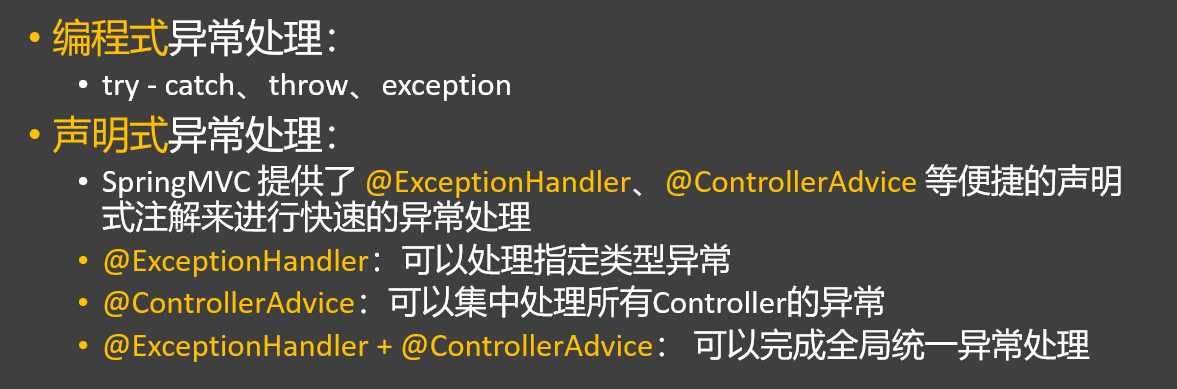 • 编程式异常处理：
• try - catch、throw、exception
• 声明式异常处理：
• SpringMVC 提供了 @ExceptionHandler、@ControllerAdvice 等便捷的声明
式注解来进行快速的异常处理
• @ExceptionHandler：可以处理指定类型异常
• @ControllerAdvice：可以集中处理所有Controller的异常
• @ExceptionHandler + @ControllerAdvice： 可以完成全局统一异常处理